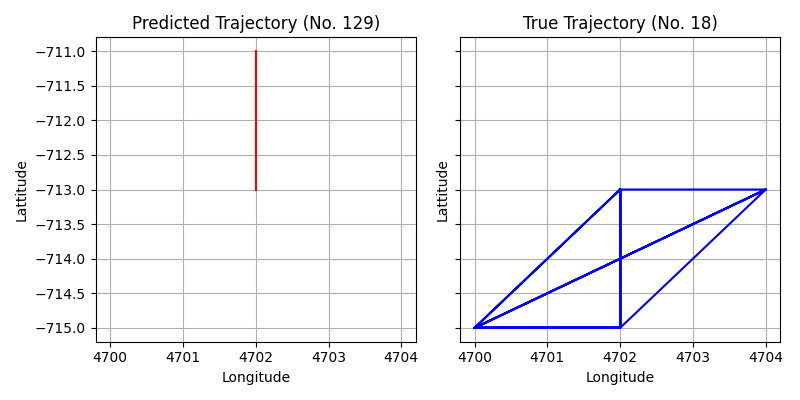 Predicted Trajectory (No. 129)
True Trajectory (No. 18)
Lattitude
−711.0
−711.5
−712.0
−712.5
−713.0
−713.5
−714.0
−714.5
−715.0
4700 4701 4702 4703 4704
Longitude
Lattitude
4700 4701 4702 4703 4704
Longitude